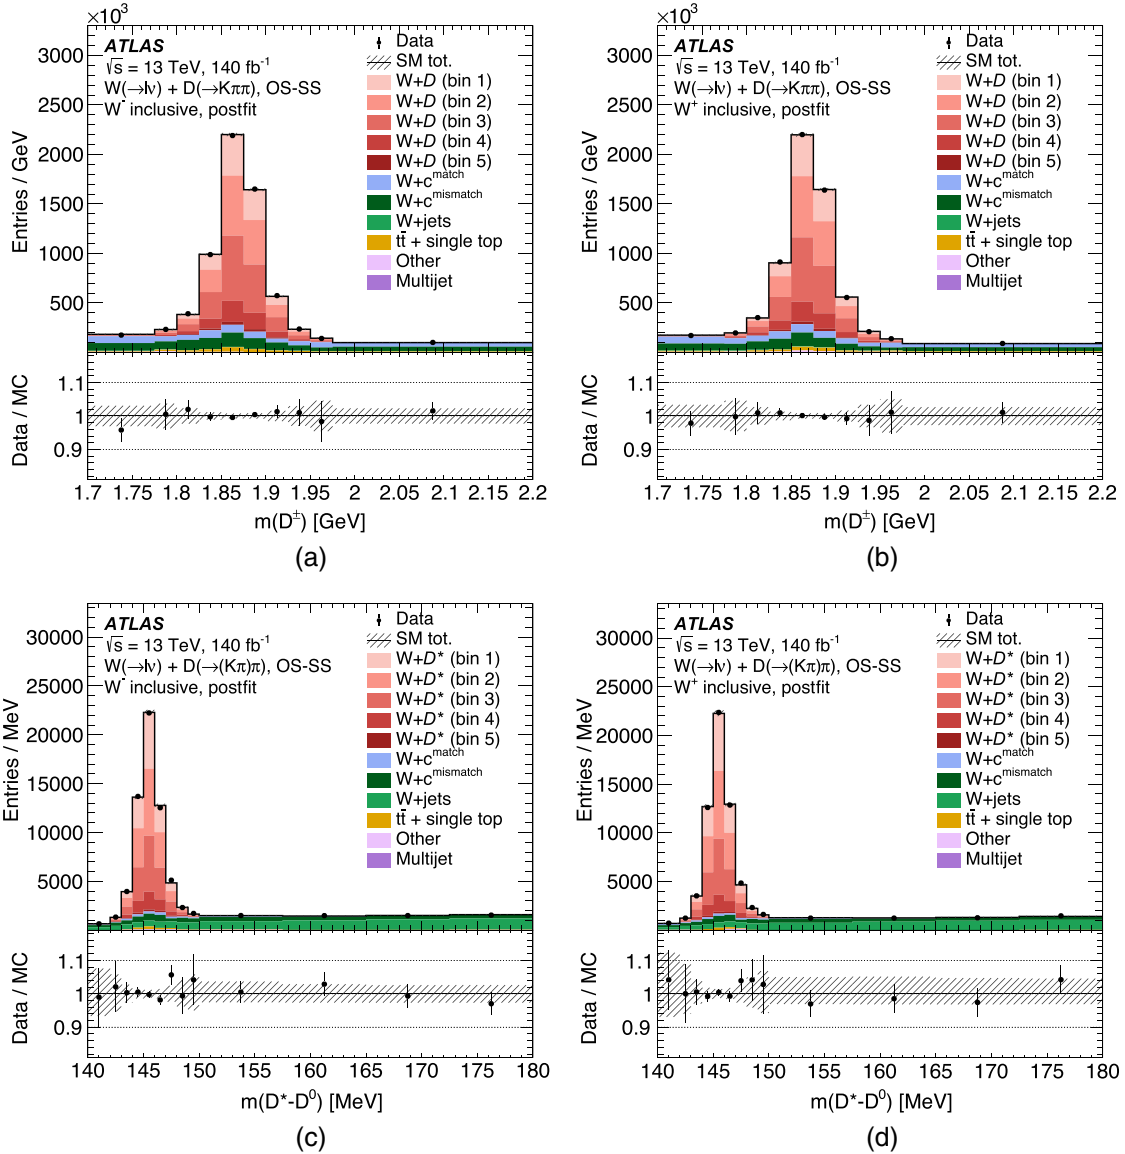 ×10³
ATLAS
√s = 13 TeV, 140 fb⁻¹
W(→lν) + D(→Kππ), OS-SS
W⁻ inclusive, postfit
Data
SM tot.
W+D (bin 1)
W+D (bin 2)
W+D (bin 3)
W+D (bin 4)
W+D (bin 5)
W+c^match
W+c^mismatch
W+jets
tt̄ + single top
Other
Multijet
Entries / GeV
3000
2500
2000
1500
1000
500
Data / MC
1.1
1
0.9
1.7 1.75 1.8 1.85 1.9 1.95 2 2.05 2.1 2.15 2.2
m(D±) [GeV]
(a)
×10³
ATLAS
√s = 13 TeV, 140 fb⁻¹
W(→lν) + D(→Kππ), OS-SS
W⁺ inclusive, postfit
Data
SM tot.
W+D (bin 1)
W+D (bin 2)
W+D (bin 3)
W+D (bin 4)
W+D (bin 5)
W+c^match
W+c^mismatch
W+jets
tt̄ + single top
Other
Multijet
Entries / GeV
3000
2500
2000
1500
1000
500
Data / MC
1.1
1
0.9
1.7 1.75 1.8 1.85 1.9 1.95 2 2.05 2.1 2.15 2.2
m(D±) [GeV]
(b)
ATLAS
√s = 13 TeV, 140 fb⁻¹
W(→lν) + D(→(Kπ)π), OS-SS
W⁻ inclusive, postfit
Data
SM tot.
W+D* (bin 1)
W+D* (bin 2)
W+D* (bin 3)
W+D* (bin 4)
W+D* (bin 5)
W+c^match
W+c^mismatch
W+jets
tt̄ + single top
Other
Multijet
Entries / MeV
30000
25000
20000
15000
10000
5000
Data / MC
1.1
1
0.9
140 145 150 155 160 165 170 175 180
m(D*-D⁰) [MeV]
(c)
ATLAS
√s = 13 TeV, 140 fb⁻¹
W(→lν) + D(→(Kπ)π), OS-SS
W⁺ inclusive, postfit
Data
SM tot.
W+D* (bin 1)
W+D* (bin 2)
W+D* (bin 3)
W+D* (bin 4)
W+D* (bin 5)
W+c^match
W+c^mismatch
W+jets
tt̄ + single top
Other
Multijet
Entries / MeV
30000
25000
20000
15000
10000
5000
Data / MC
1.1
1
0.9
140 145 150 155 160 165 170 175 180
m(D*-D⁰) [MeV]
(d)